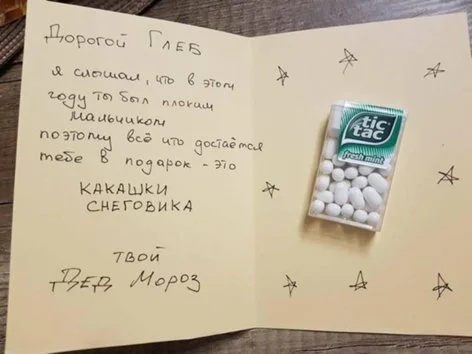 Дорогой Глеб
я слышал, что в этом
году ты был плохим
мальчиком
поэтому всё что достаётся
тебе в подарок - это
КАКАШКИ
СНЕГОВИКА
ТВОЙ
ДЕД Мороз
tic
tac
fresh mint